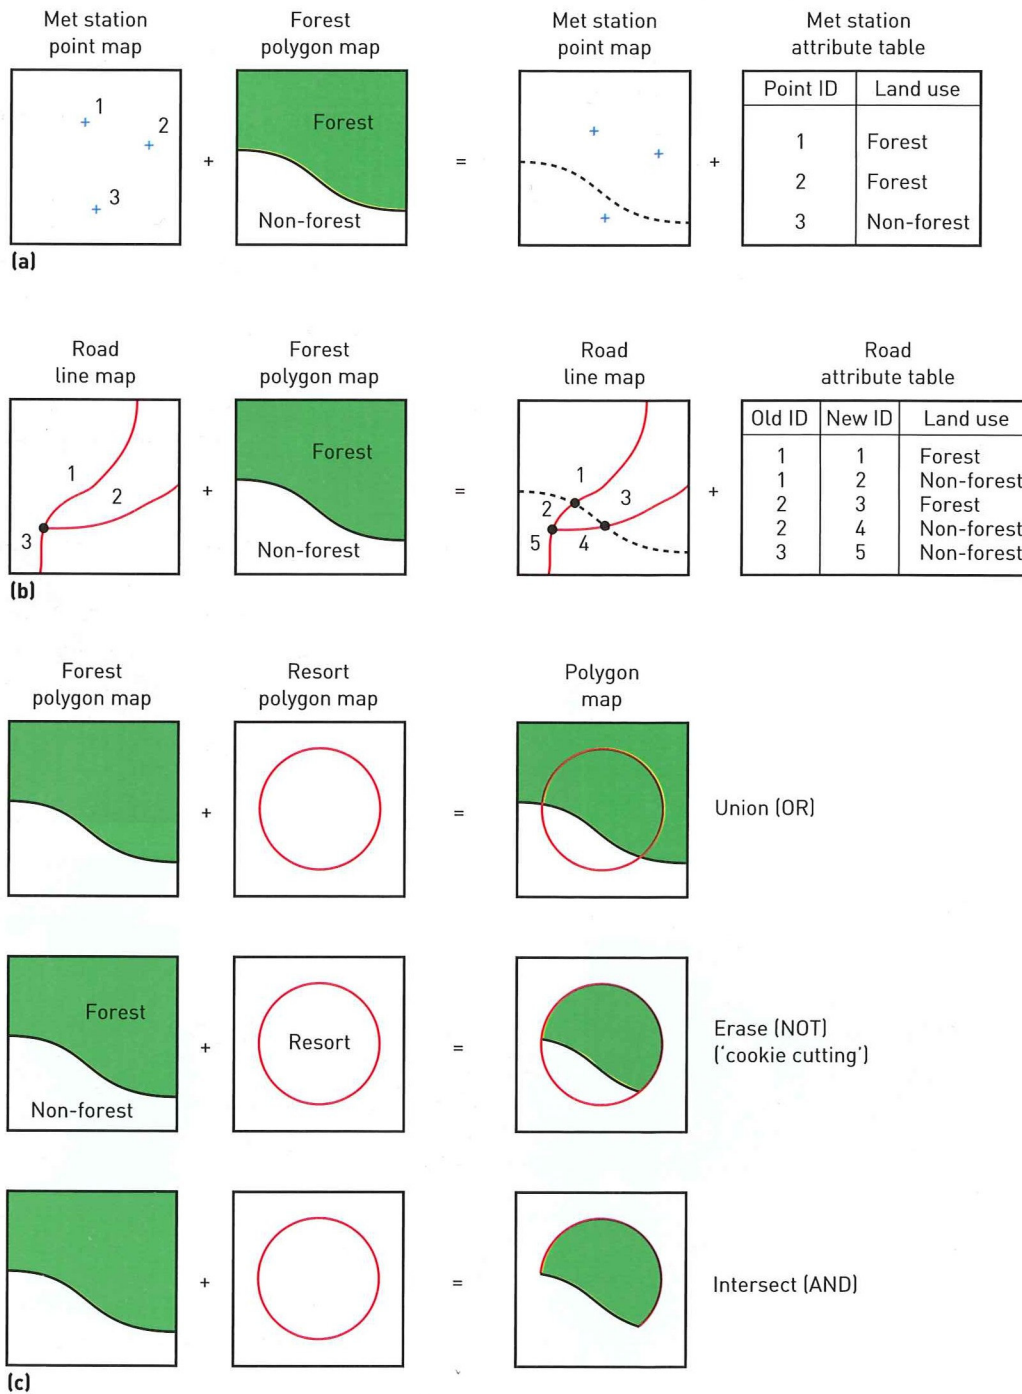 Met station
point map
Forest
polygon map
Met station
point map
Met station
attribute table
1
2
3
+
Forest
Non-forest
=
+
Point ID Land use
1 Forest
2 Forest
3 Non-forest
(a)
Road
line map
Forest
polygon map
Road
line map
Road
attribute table
1
2
3
+
Forest
Non-forest
=
1
2
3
4
5
+
Old ID New ID Land use
1 1 Forest
1 2 Non-forest
2 3 Forest
2 4 Non-forest
3 5 Non-forest
(b)
Forest
polygon map
Resort
polygon map
Polygon
map
+
=
Union (OR)
Forest
Non-forest
+
Resort
=
Erase (NOT)
('cookie cutting')
+
=
Intersect (AND)
(c)